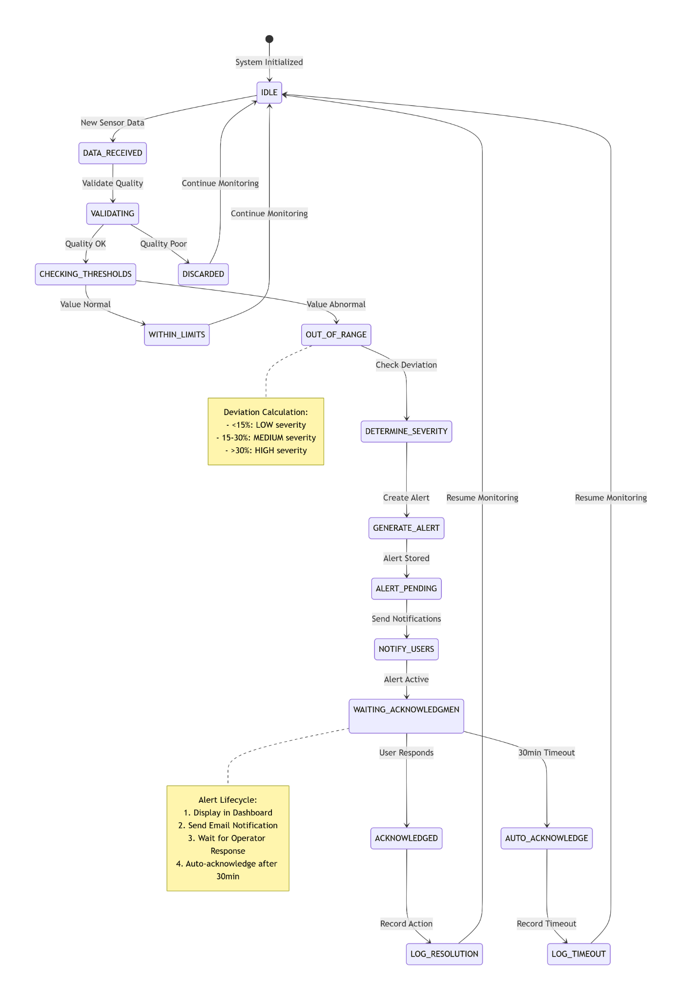 System Initialized
IDLE
New Sensor Data
DATA_RECEIVED
Validate Quality
Continue Monitoring
VALIDATING
Continue Monitoring
Quality OK
Quality Poor
CHECKING_THRESHOLDS
DISCARDED
Value Normal
Value Abnormal
WITHIN_LIMITS
OUT_OF_RANGE
Check Deviation
Deviation Calculation:
- <15%: LOW severity
- 15-30%: MEDIUM severity
- >30%: HIGH severity
DETERMINE_SEVERITY
Create Alert
Resume Monitoring
Resume Monitoring
GENERATE_ALERT
Alert Stored
ALERT_PENDING
Send Notifications
NOTIFY_USERS
Alert Active
WAITING_ACKNOWLEDGMEN
User Responds
30min Timeout
Alert Lifecycle:
1. Display in Dashboard
2. Send Email Notification
3. Wait for Operator
Response
4. Auto-acknowledge after
30min
ACKNOWLEDGED
AUTO_ACKNOWLEDGE
Record Action
Record Timeout
LOG_RESOLUTION
LOG_TIMEOUT